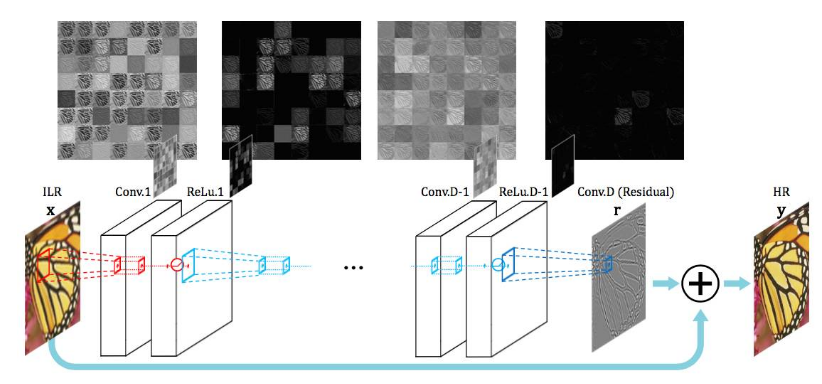 ILR
x
Conv.1
ReLu.1
...
Conv.D-1
ReLu.D-1
Conv.D (Residual)
r
HR
y